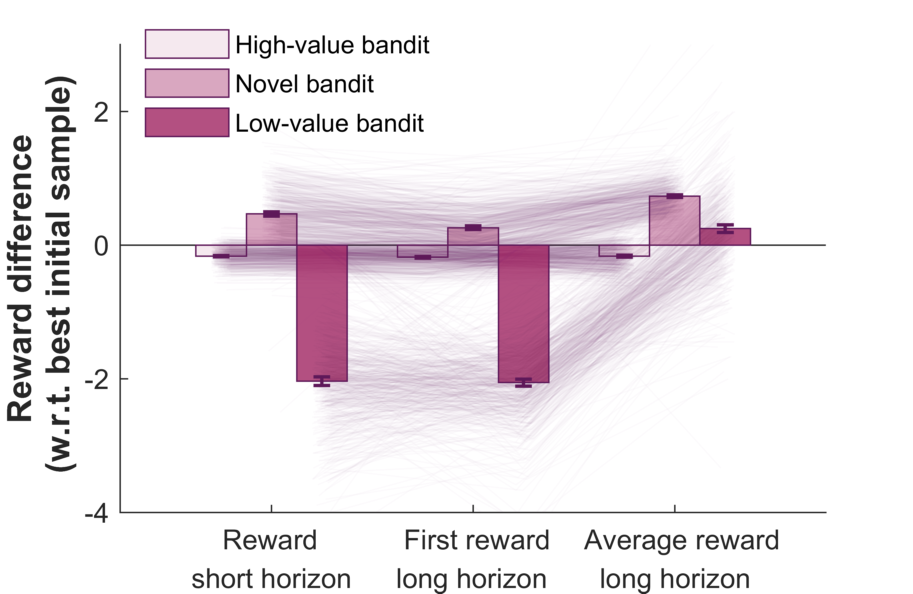 High-value bandit
Novel bandit
Low-value bandit
Reward difference
(w.r.t. best initial sample)
2
0
-2
-4
Reward
short horizon
First reward
long horizon
Average reward
long horizon